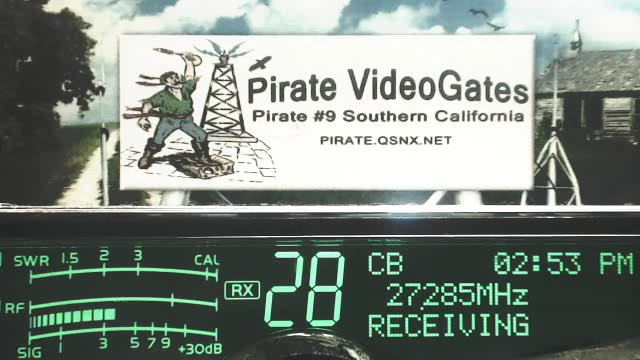 Pirate VideoGates
Pirate #9 Southern California
PIRATE.QSNX.NET
SWR 1.5 2 3 CAL
RF
1 3 5 7 9 +30dB
SIG
RX
28
CB 02:53 PM
27285MHz
RECEIVING